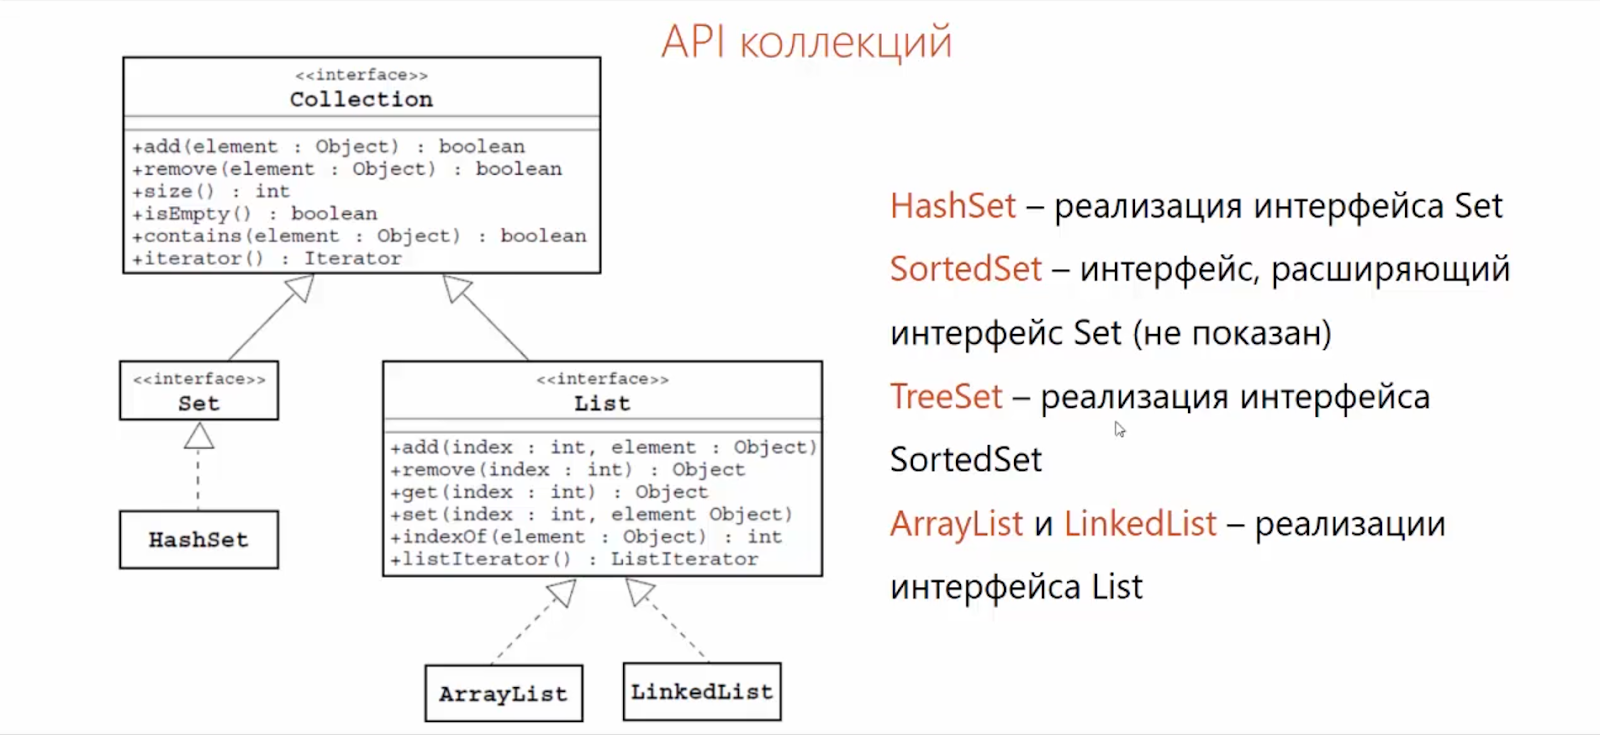 API коллекций
<<interface>>
Collection
+add(element : Object) : boolean
+remove(element : Object) : boolean
+size() : int
+isEmpty() : boolean
+contains(element : Object) : boolean
+iterator() : Iterator
<<interface>>
Set
HashSet
<<interface>>
List
+add(index : int, element : Object)
+remove(index : int) : Object
+get(index : int) : Object
+set(index : int, element Object)
+indexOf(element : Object) : int
+listIterator() : ListIterator
ArrayList
LinkedList
HashSet – реализация интерфейса Set
SortedSet – интерфейс, расширяющий
интерфейс Set (не показан)
TreeSet – реализация интерфейса
SortedSet
ArrayList и LinkedList – реализации
интерфейса List